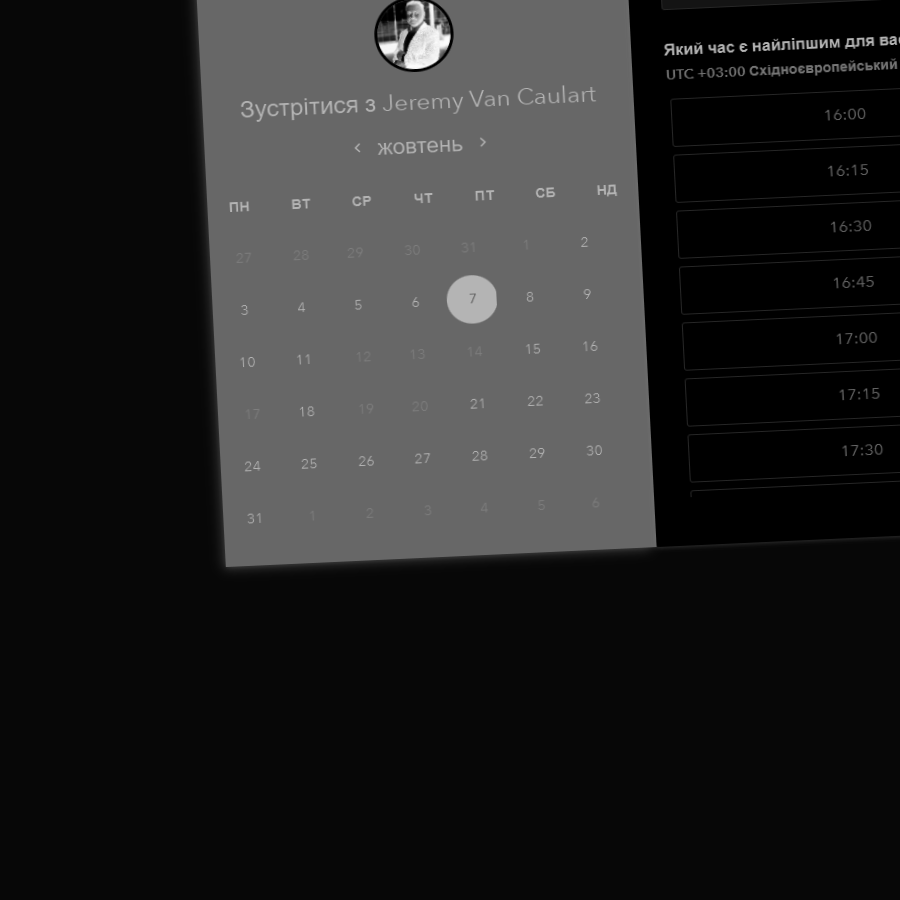 Зустрітися з Jeremy Van Caulart
‹ жовтень ›
ПН ВТ СР ЧТ ПТ СБ НД
27 28 29 30 31 1 2
3 4 5 6 7 8 9
10 11 12 13 14 15 16
17 18 19 20 21 22 23
24 25 26 27 28 29 30
31 1 2 3 4 5 6
Який час є найліпшим для
UTC +03:00 Східноєвропейський
16:00
16:15
16:30
16:45
17:00
17:15
17:30